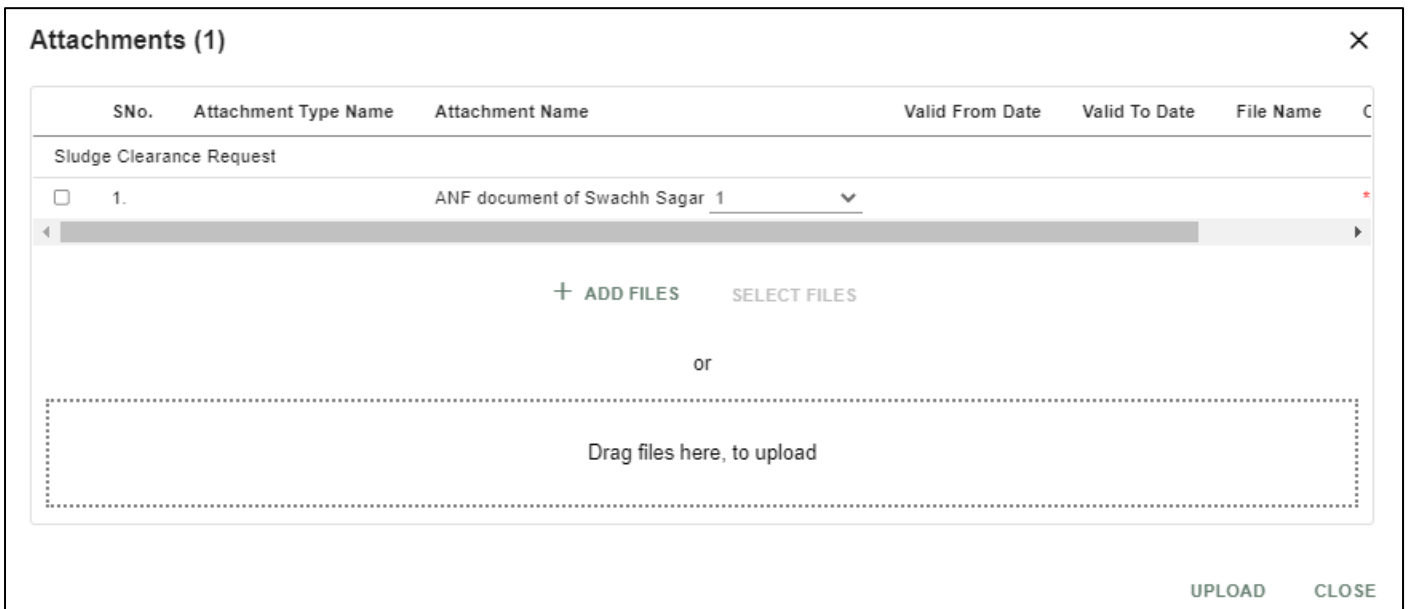 Attachments (1)
SNo. Attachment Type Name Attachment Name Valid From Date Valid To Date File Name
Sludge Clearance Request
1. ANF document of Swachh Sagar 1 *
+ ADD FILES SELECT FILES
or
Drag files here, to upload
UPLOAD CLOSE